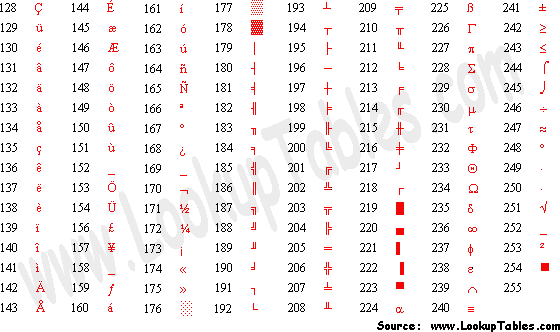 128 Ç 144 É 161 í 177 ▒ 193 ┴ 209 ╤ 225 ß 241 ±
129 ü 145 æ 162 ó 178 ▓ 194 ┬ 210 ╥ 226 Γ 242 ≥
130 é 146 Æ 163 ú 179 │ 195 ├ 211 ╙ 227 π 243 ≤
131 â 147 ô 164 ñ 180 ┤ 196 ─ 212 ╘ 228 Σ 244 ⌠
132 ä 148 ö 165 Ñ 181 ╡ 197 ┼ 213 ╒ 229 σ 245 ⌡
133 à 149 ò 166 ª 182 ╢ 198 ╞ 214 ╓ 230 µ 246 ÷
134 å 150 û 167 º 183 ╖ 199 ╟ 215 ╫ 231 τ 247 ≈
135 ç 151 ù 168 ¿ 184 ╕ 200 ╚ 216 ╪ 232 Φ 248 °
136 ê 152 _ 169 _ 185 ╣ 201 ╔ 217 ┘ 233 Θ 249 ∙
137 ë 153 Ö 170 ¬ 186 ║ 202 ╩ 218 ┌ 234 Ω 250 ·
138 è 154 Ü 171 ½ 187 ╗ 203 ╦ 219 █ 235 δ 251 √
139 ï 156 £ 172 ¼ 188 ╝ 204 ╠ 220 ▄ 236 ∞ 252 _
140 î 157 ¥ 173 ¡ 189 ╜ 205 ═ 221 ▌ 237 φ 253 ²
141 ì 158 _ 174 « 190 ╛ 206 ╬ 222 ▐ 238 ε 254 ■
142 Ä 159 ƒ 175 » 191 ┐ 207 ╧ 223 ▀ 239 ∩ 255
143 Å 160 á 176 ░ 192 └ 208 ╨ 224 α 240 ≡
www.LookupTables.com
Source: www.LookupTables.com